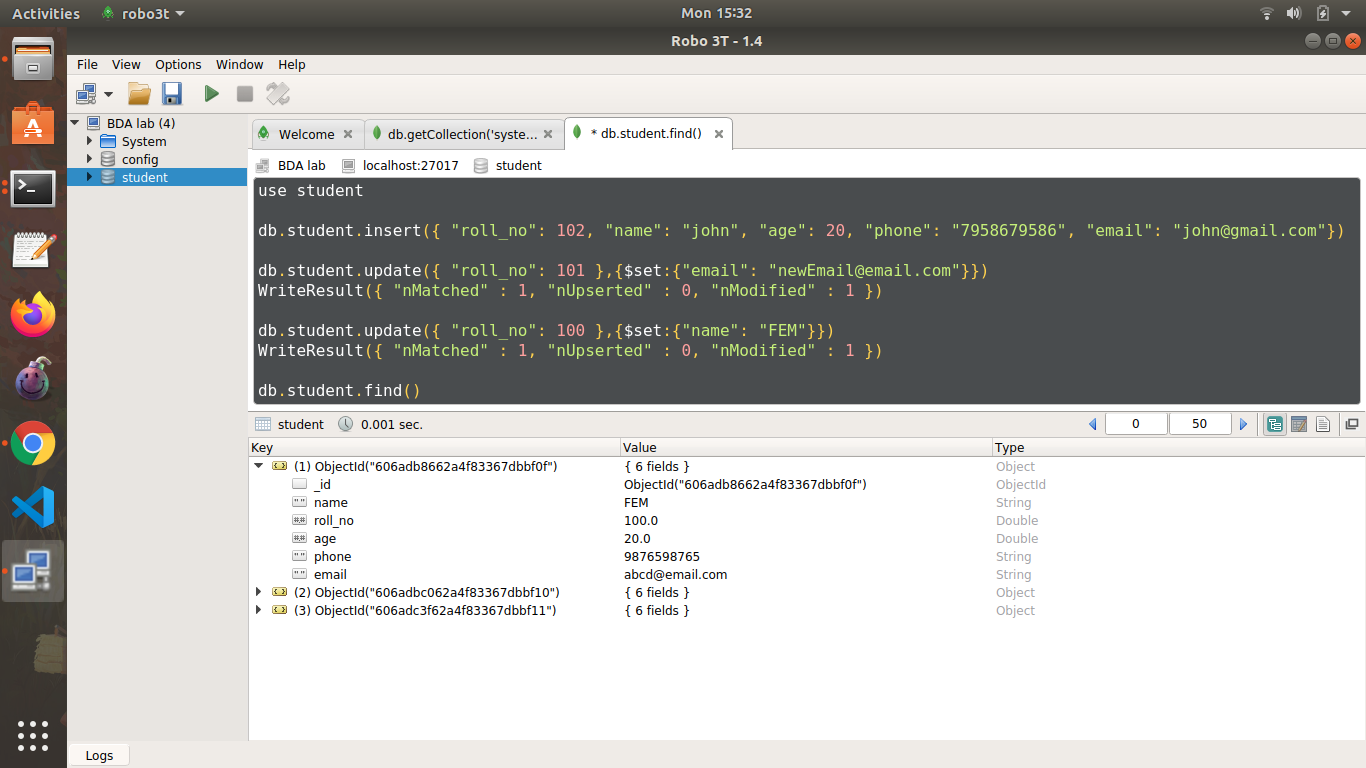 Activities robo3t Mon 15:32
Robo 3T - 1.4
File View Options Window Help
BDA lab (4)
System
config
student
Welcome db.getCollection('syste... * db.student.find()
BDA lab localhost:27017 student
use student
db.student.insert({ "roll_no": 102, "name": "john", "age": 20, "phone": "7958679586", "email": "john@gmail.com"})
db.student.update({ "roll_no": 101 },{$set:{"email": "newEmail@email.com"}})
WriteResult({ "nMatched" : 1, "nUpserted" : 0, "nModified" : 1 })
db.student.update({ "roll_no": 100 },{$set:{"name": "FEM"}})
WriteResult({ "nMatched" : 1, "nUpserted" : 0, "nModified" : 1 })
db.student.find()
student 0.001 sec. 0 50
Key Value Type
(1) ObjectId("606adb8662a4f83367dbbf0f") { 6 fields } Object
_id ObjectId("606adb8662a4f83367dbbf0f") ObjectId
name FEM String
roll_no 100.0 Double
age 20.0 Double
phone 9876598765 String
email abcd@email.com String
(2) ObjectId("606adbc062a4f83367dbbf10") { 6 fields } Object
(3) ObjectId("606adc3f62a4f83367dbbf11") { 6 fields } Object
Logs